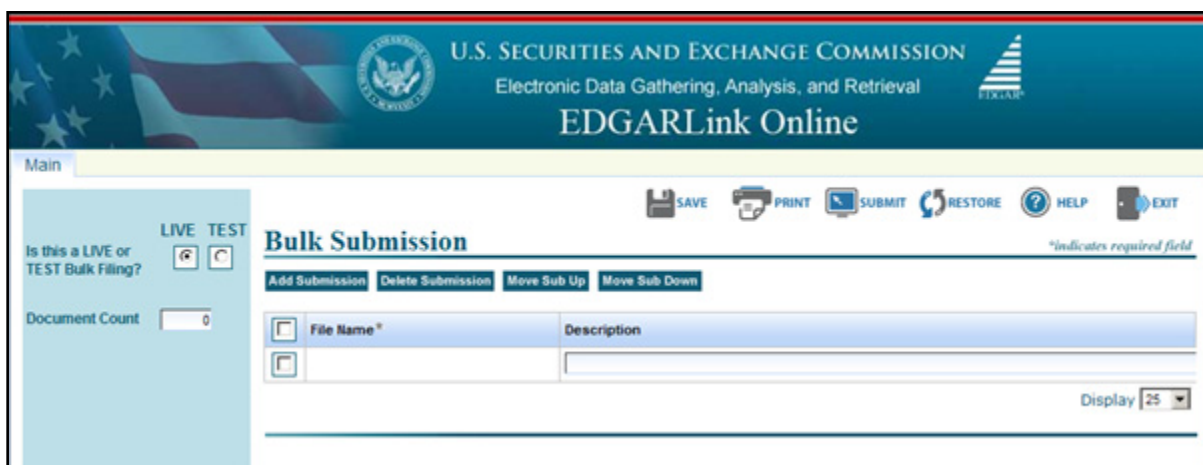 U.S. SECURITIES AND EXCHANGE COMMISSION
Electronic Data Gathering, Analysis, and Retrieval
EDGARLink Online
EDGAR®
Main
SAVE PRINT SUBMIT RESTORE HELP EXIT
LIVE TEST
Is this a LIVE or
TEST Bulk Filing?
Document Count 0
Bulk Submission
*indicates required field
Add Submission Delete Submission Move Sub Up Move Sub Down
File Name* Description
Display 25